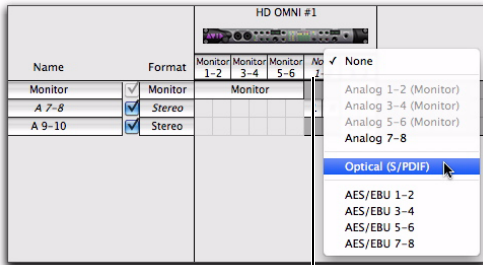 HD OMNI #1
AVID
Name Format Monitor 1–2 Monitor 3–4 Monitor 5–6
Monitor Monitor Monitor
A 7–8 Stereo
A 9–10 Stereo
✓ None
Analog 1–2 (Monitor)
Analog 3–4 (Monitor)
Analog 5–6 (Monitor)
Analog 7–8
Optical (S/PDIF)
AES/EBU 1–2
AES/EBU 3–4
AES/EBU 5–6
AES/EBU 7–8